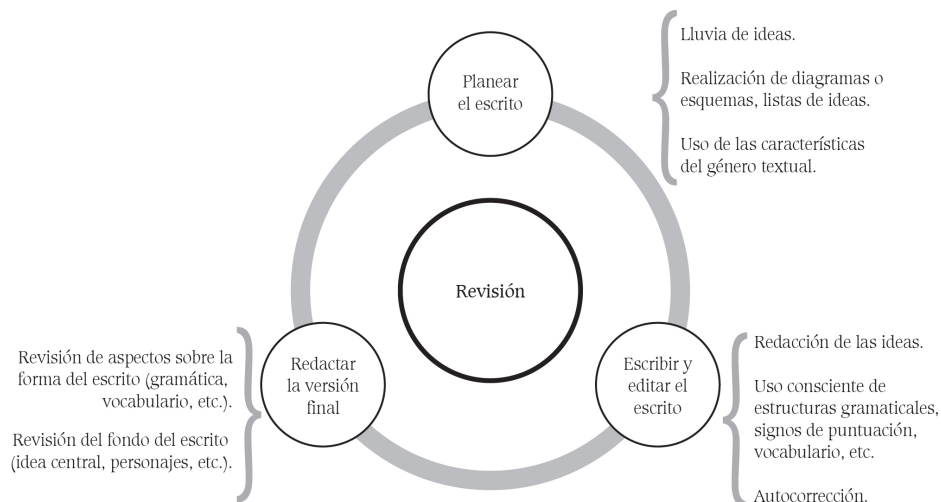 Planear
el escrito
Lluvia de ideas.
Realización de diagramas o
esquemas, listas de ideas.
Uso de las características
del género textual.
Revisión
Escribir y
editar el
escrito
Redacción de las ideas.
Uso consciente de
estructuras gramaticales,
signos de puntuación,
vocabulario, etc.
Autocorrección.
Redactar
la versión
final
Revisión de aspectos sobre la
forma del escrito (gramática,
vocabulario, etc.).
Revisión del fondo del escrito
(idea central, personajes, etc.).